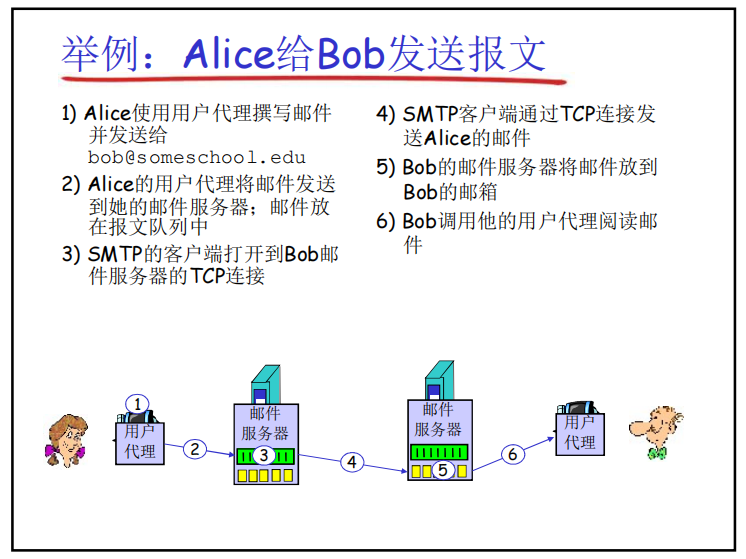 举例：Alice给Bob发送报文
1) Alice使用用户代理撰写邮件
并发送给
bob@someschool.edu
2) Alice的用户代理将邮件发送
到她的邮件服务器；邮件放
在报文队列中
3) SMTP的客户端打开到Bob邮
件服务器的TCP连接
4) SMTP客户端通过TCP连接发
送Alice的邮件
5) Bob的邮件服务器将邮件放到
Bob的邮箱
6) Bob调用他的用户代理阅读邮
件
1
用户
代理
2
邮件
服务器
3
4
邮件
服务器
5
6
用户
代理